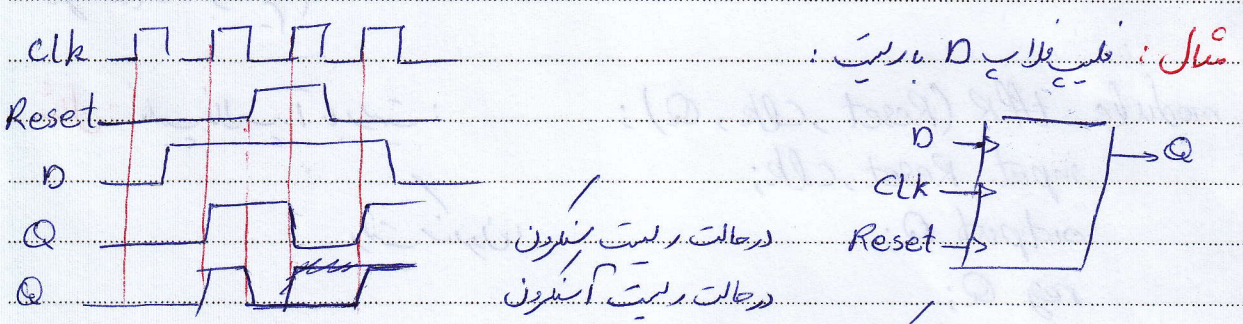 مثال: فلیپ فلاپ D با ریست:
Clk
Reset
D
Q
در حالت ریست سنکرون
Q
در حالت ریست آسنکرون
D
CLK
Reset
Q